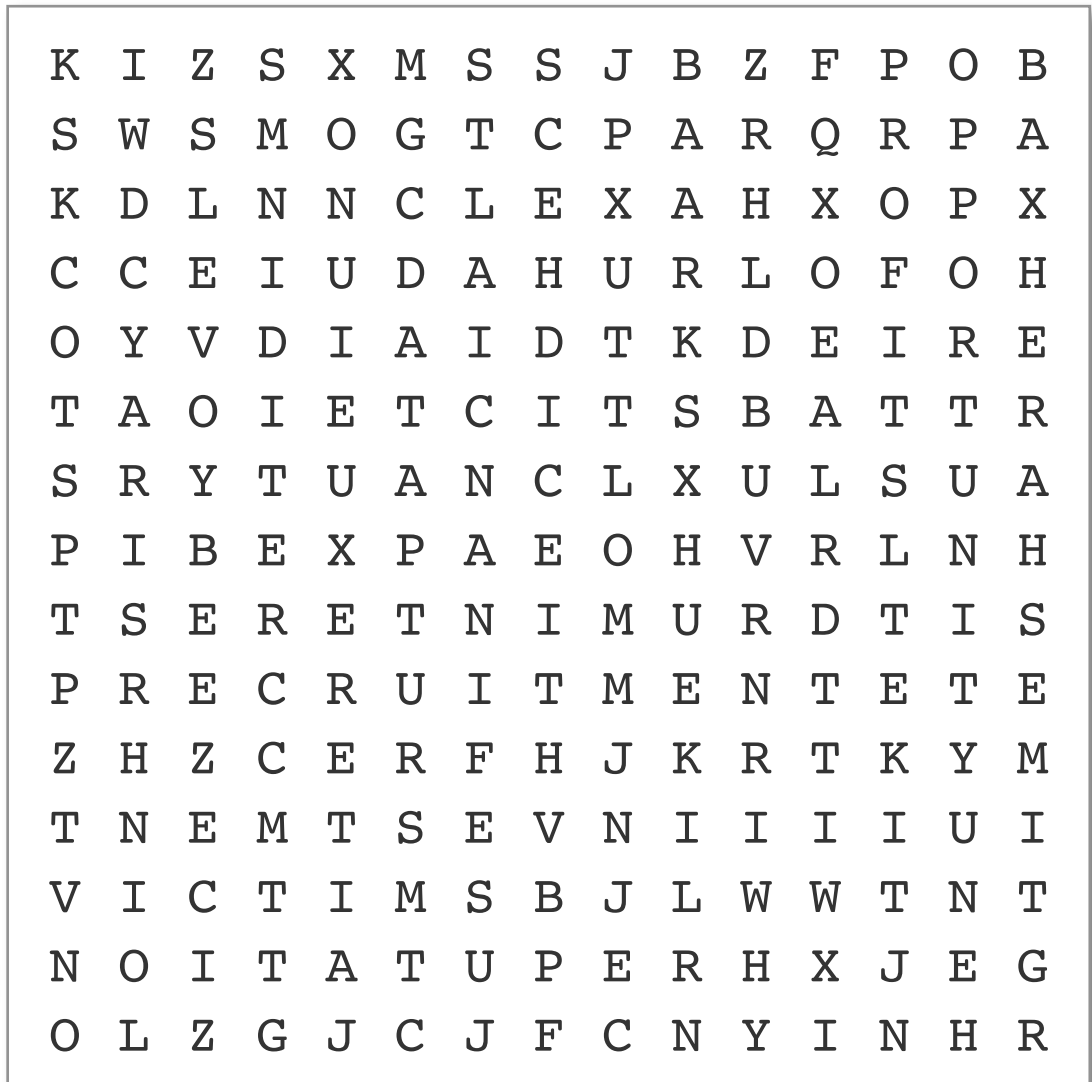 K I Z S X M S S J B Z F P O B
S W S M O G T C P A R Q R P A
K D L N N C L E X A H X O P X
C C E I U D A H U R L O F O H
O Y V D I A I D T K D E I R E
T A O I E T C I T S B A T T R
S R Y T U A N C L X U L S U A
P I B E X P A E O H V R L N H
T S E R E T N I M U R D T I S
P R E C R U I T M E N T E T E
Z H Z C E R F H J K R T K Y M
T N E M T S E V N I I I I U I
V I C T I M S B J L W W T N T
N O I T A T U P E R H X J E G
O L Z G J C J F C N Y I N H R